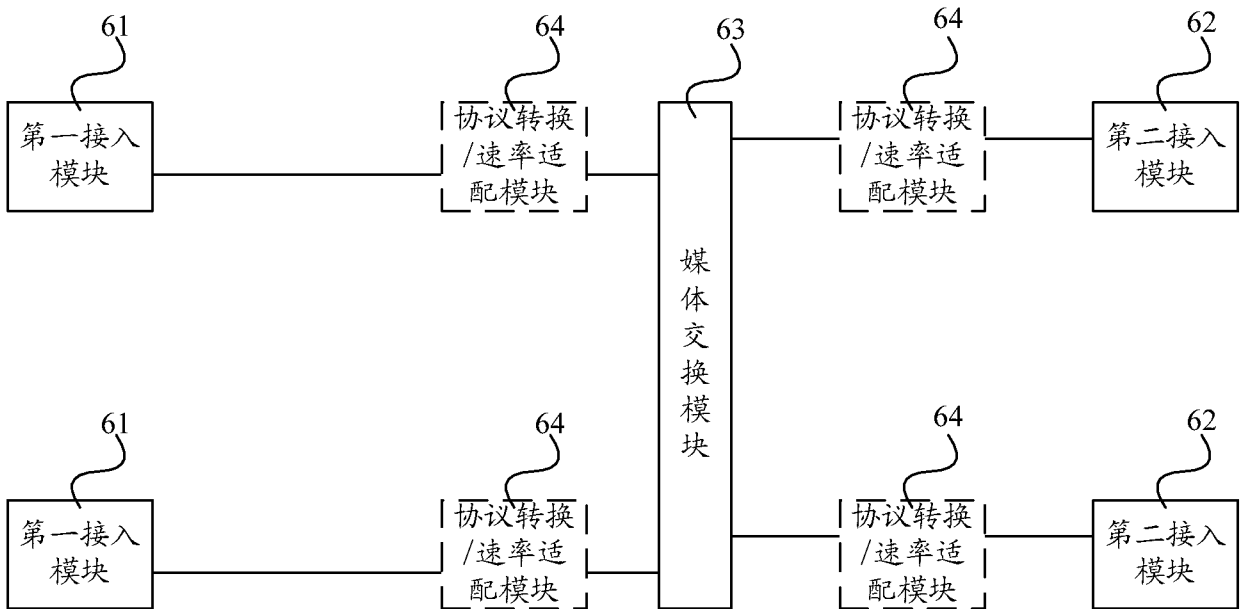 61
64
63
64
62
第一接入
模块
协议转换
/速率适
配模块
协议转换
/速率适
配模块
第二接入
模块
媒
体
交
换
模
块
61
64
64
62
第一接入
模块
协议转换
/速率适
配模块
协议转换
/速率适
配模块
第二接入
模块